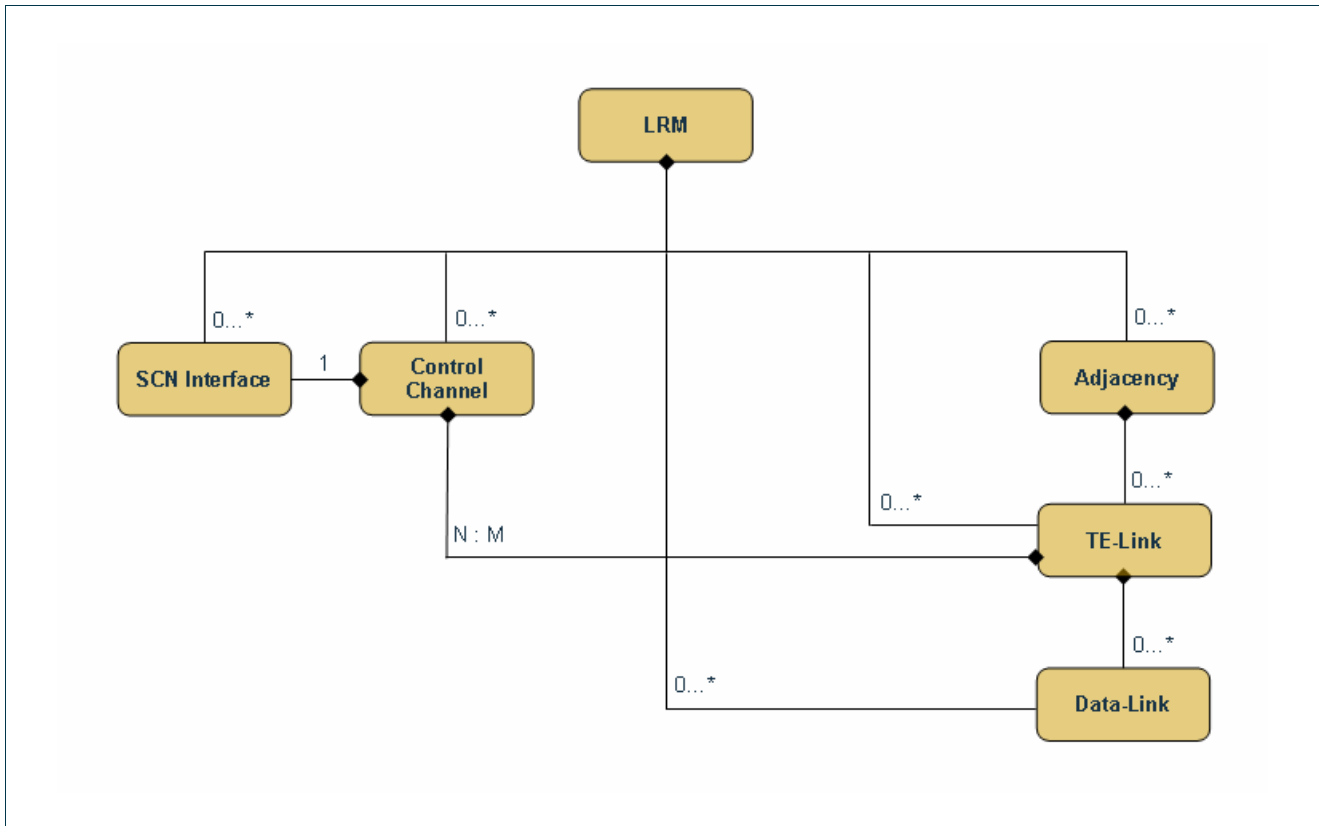 LRM
0...*
0...*
0...*
SCN Interface
1
Control
Channel
Adjacency
0...*
0...*
N : M
TE-Link
0...*
0...*
Data-Link